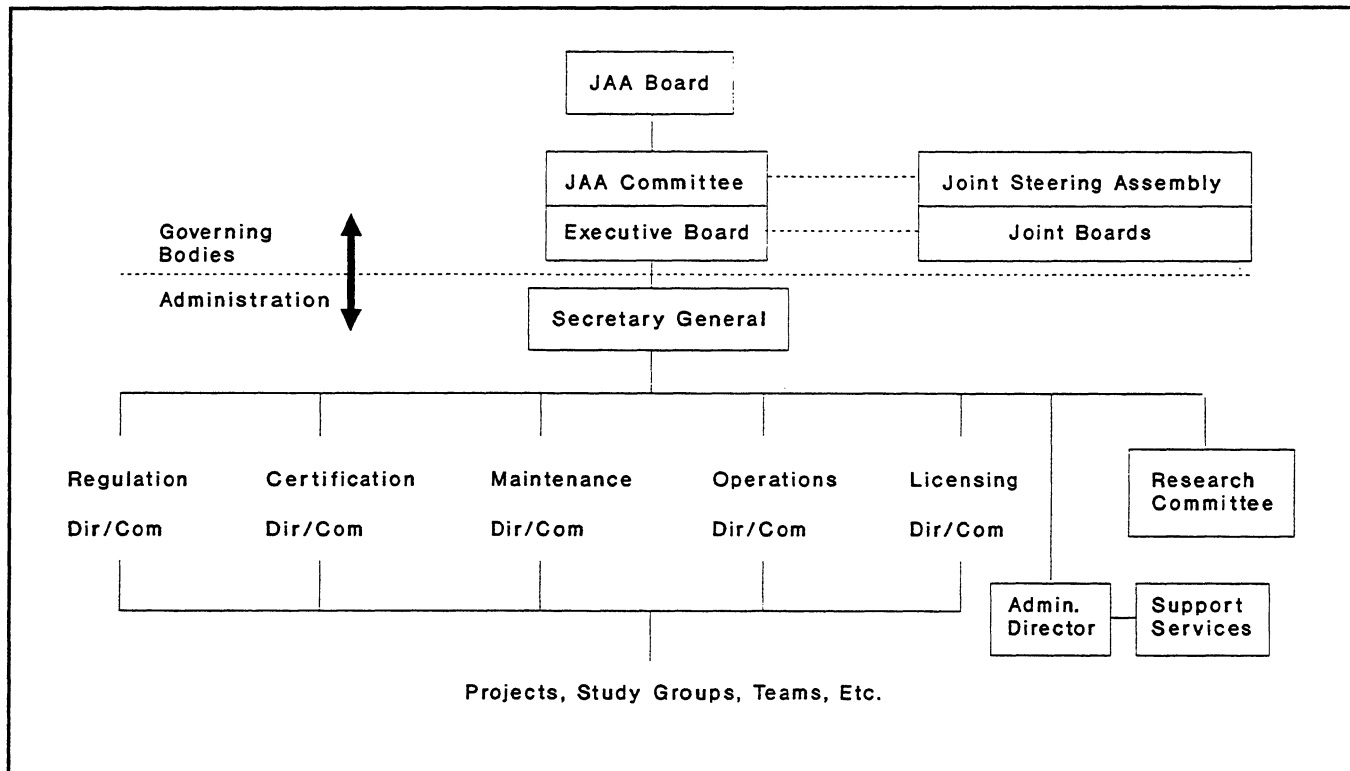 JAA Board
JAA Committee
Joint Steering Assembly
Executive Board
Joint Boards
Governing
Bodies
Administration
Secretary General
Regulation
Dir/Com
Certification
Dir/Com
Maintenance
Dir/Com
Operations
Dir/Com
Licensing
Dir/Com
Research
Committee
Admin.
Director
Support
Services
Projects, Study Groups, Teams, Etc.